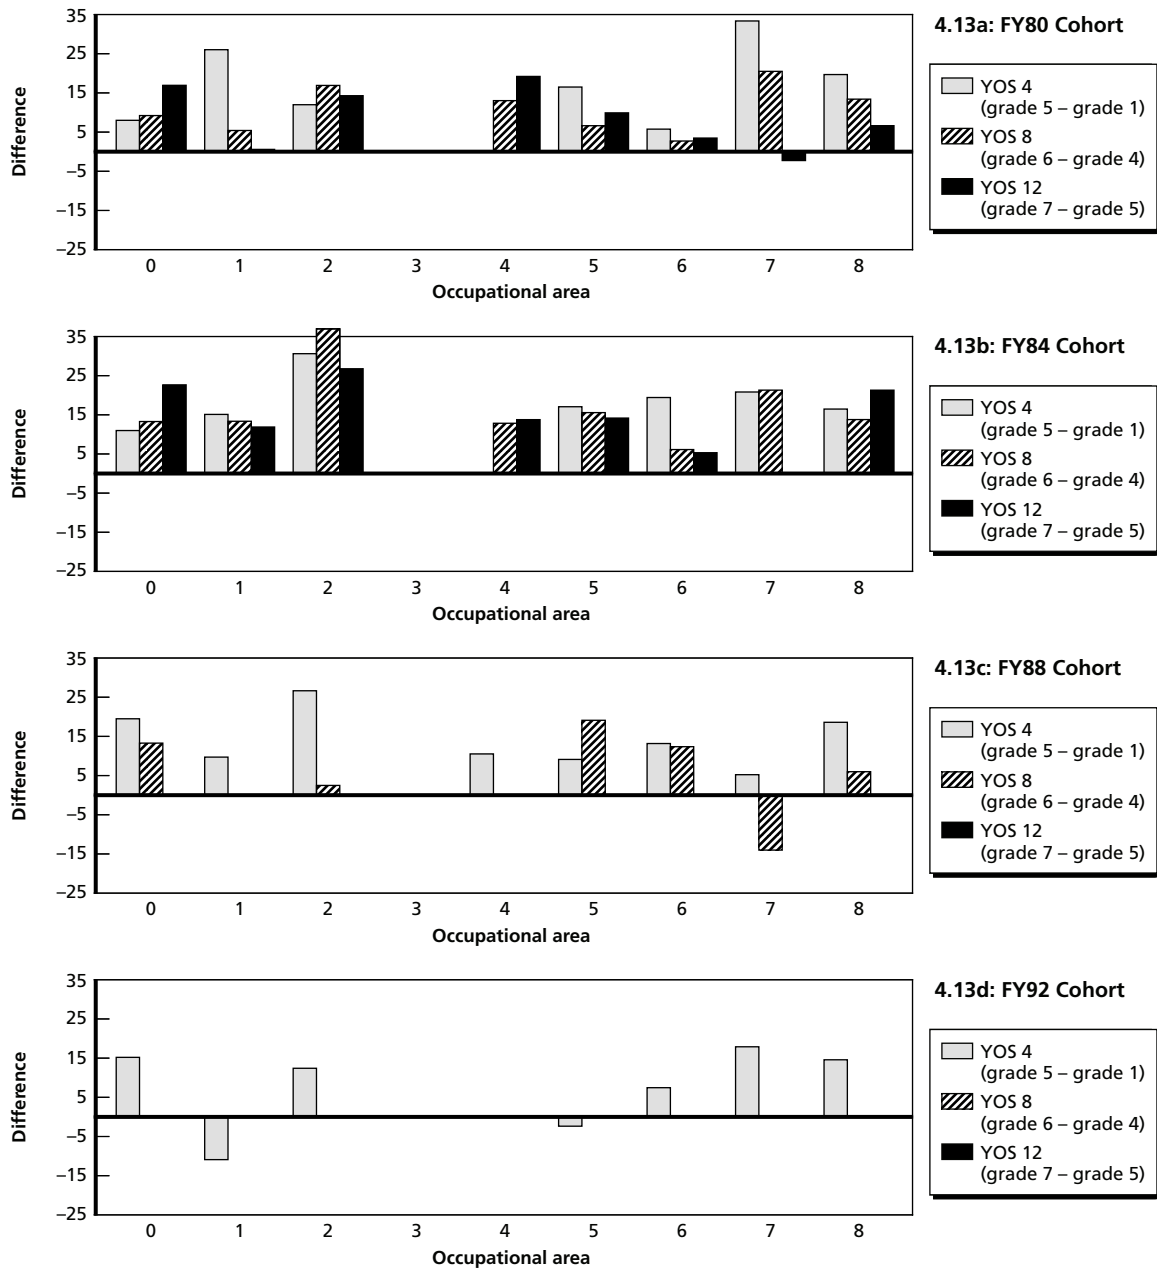 4.13a: FY80 Cohort
Difference
35
25
15
5
–5
–15
–25
0 1 2 3 4 5 6 7 8
Occupational area
YOS 4
(grade 5 – grade 1)
YOS 8
(grade 6 – grade 4)
YOS 12
(grade 7 – grade 5)
4.13b: FY84 Cohort
Difference
35
25
15
5
–5
–15
–25
0 1 2 3 4 5 6 7 8
Occupational area
YOS 4
(grade 5 – grade 1)
YOS 8
(grade 6 – grade 4)
YOS 12
(grade 7 – grade 5)
4.13c: FY88 Cohort
Difference
35
25
15
5
–5
–15
–25
0 1 2 3 4 5 6 7 8
Occupational area
YOS 4
(grade 5 – grade 1)
YOS 8
(grade 6 – grade 4)
YOS 12
(grade 7 – grade 5)
4.13d: FY92 Cohort
Difference
35
25
15
5
–5
–15
–25
0 1 2 3 4 5 6 7 8
Occupational area
YOS 4
(grade 5 – grade 1)
YOS 8
(grade 6 – grade 4)
YOS 12
(grade 7 – grade 5)